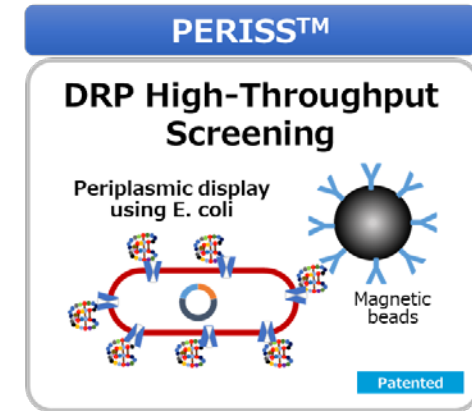 PERISS™
DRP High-Throughput
Screening
Periplasmic display
using E. coli
Magnetic
beads
Patented